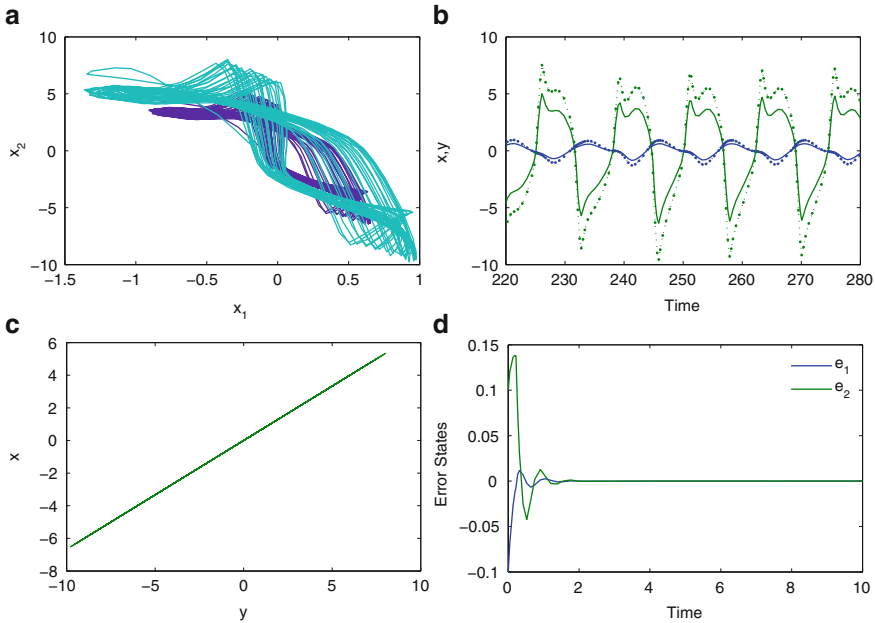 a
10
5
0
−5
−10
x2
−1.5 −1 −0.5 0 0.5 1
x1
b
10
5
0
−5
−10
x,y
220 230 240 250 260 270 280
Time
c
6
4
2
0
−2
−4
−6
−8
x
−10 −5 0 5 10
y
d
0.15
0.1
0.05
0
−0.05
−0.1
Error States
e1
e2
0 2 4 6 8 10
Time